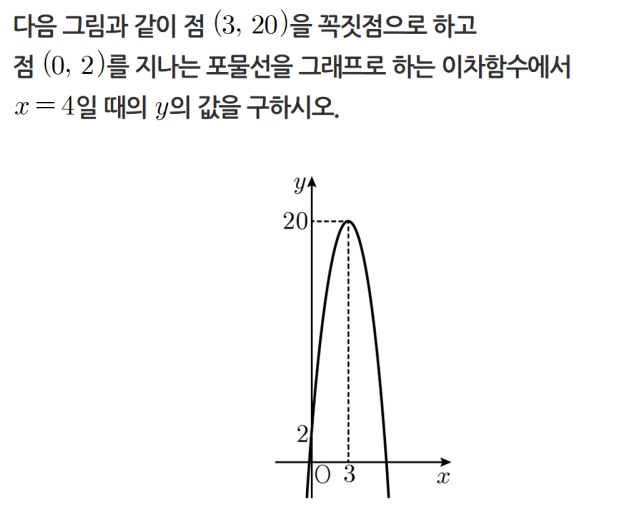 다음 그림과 같이 점 (3, 20)을 꼭짓점으로 하고
점 (0, 2)를 지나는 포물선을 그래프로 하는 이차함수에서
x = 4일 때의 y의 값을 구하시오.
y
20
2
O 3 x